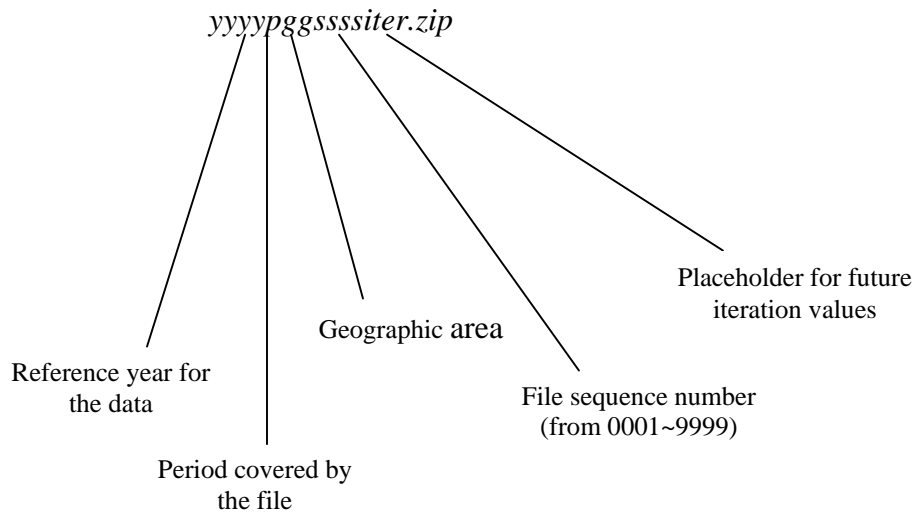 yyyypggssssiter.zip
Placeholder for future
iteration values
Geographic area
Reference year for
the data
File sequence number
(from 0001~9999)
Period covered by
the file